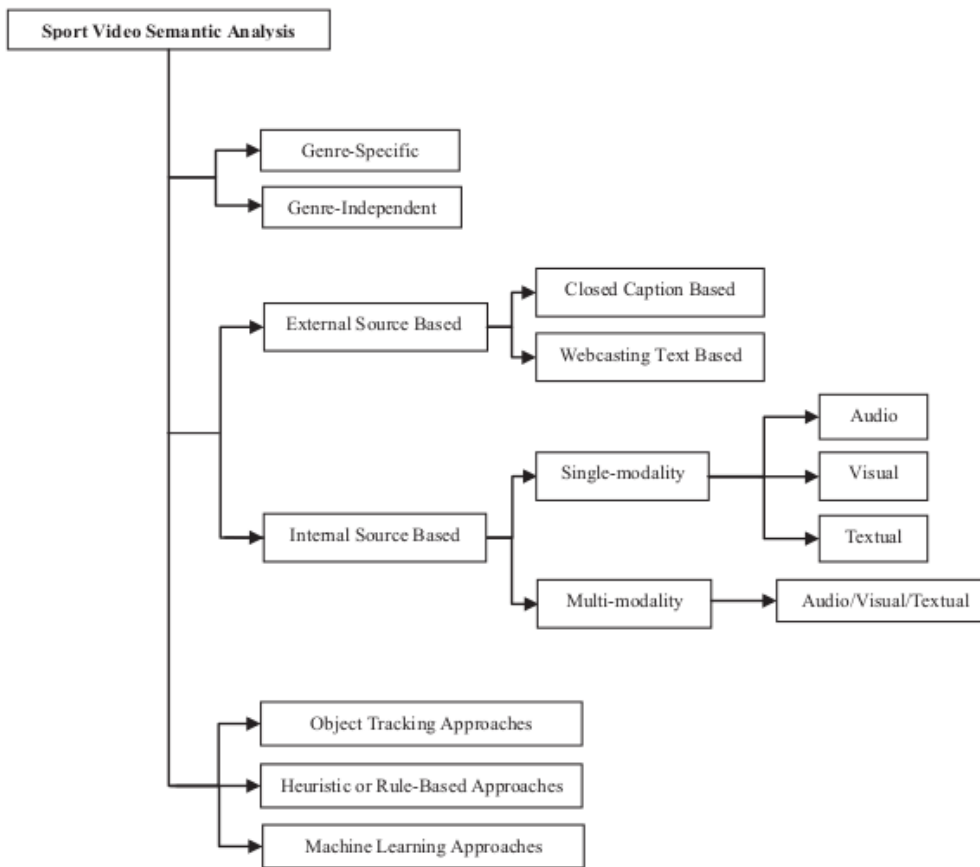 Sport Video Semantic Analysis
Genre-Specific
Genre-Independent
External Source Based
Closed Caption Based
Webcasting Text Based
Internal Source Based
Single-modality
Audio
Visual
Textual
Multi-modality
Audio/Visual/Textual
Object Tracking Approaches
Heuristic or Rule-Based Approaches
Machine Learning Approaches